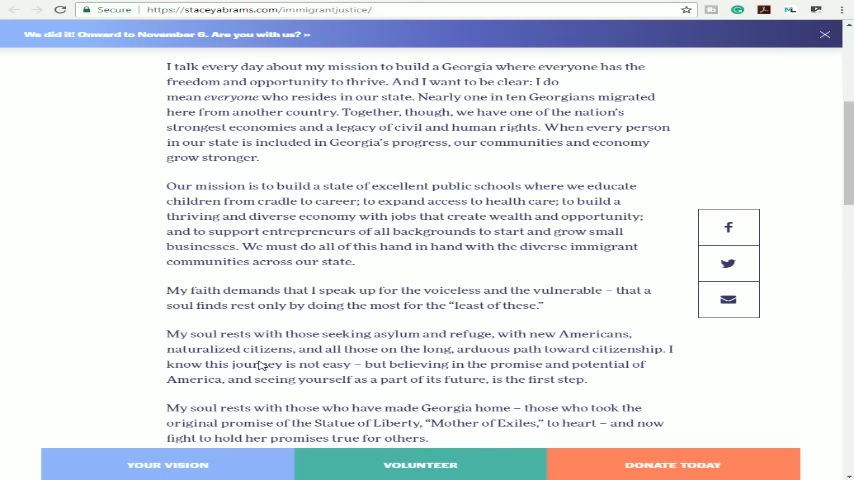 Secure
https://staceyabrams.com/immigrantjustice/
We did it! Onward to November 6. Are you with us? »
I talk every day about my mission to build a Georgia where everyone has the
freedom and opportunity to thrive. And I want to be clear: I do
mean everyone who resides in our state. Nearly one in ten Georgians migrated
here from another country. Together, though, we have one of the nation's
strongest economies and a legacy of civil and human rights. When every person
in our state is included in Georgia's progress, our communities and economy
grow stronger.
Our mission is to build a state of excellent public schools where we educate
children from cradle to career; to expand access to health care; to build a
thriving and diverse economy with jobs that create wealth and opportunity;
and to support entrepreneurs of all backgrounds to start and grow small
businesses. We must do all of this hand in hand with the diverse immigrant
communities across our state.
My faith demands that I speak up for the voiceless and the vulnerable – that a
soul finds rest only by doing the most for the “least of these.”
My soul rests with those seeking asylum and refuge, with new Americans,
naturalized citizens, and all those on the long, arduous path toward citizenship. I
know this journey is not easy – but believing in the promise and potential of
America, and seeing yourself as a part of its future, is the first step.
My soul rests with those who have made Georgia home – those who took the
original promise of the Statue of Liberty, “Mother of Exiles,” to heart – and now
fight to hold her promises true for others.
YOUR VISION
VOLUNTEER
DONATE TODAY